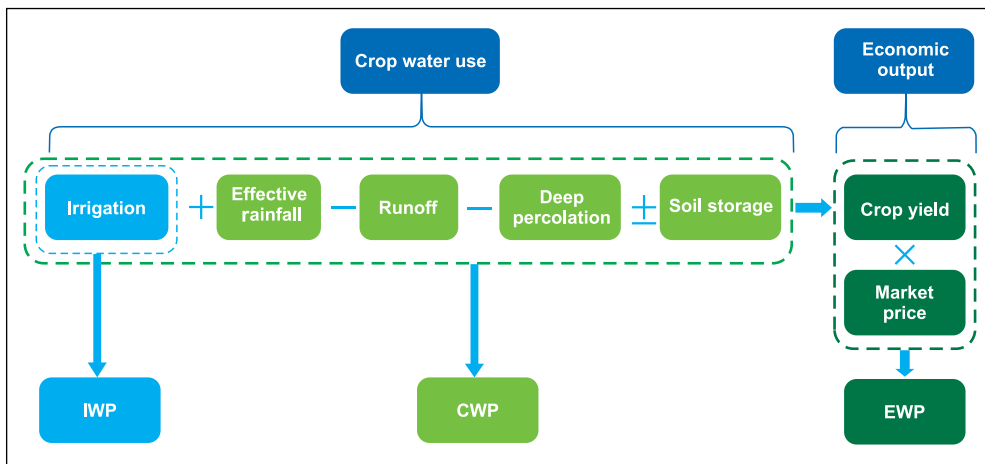 Crop water use
Economic
output
Irrigation
+
Effective
rainfall
—
Runoff
—
Deep
percolation
±
Soil storage
Crop yield
×
Market
price
IWP
CWP
EWP